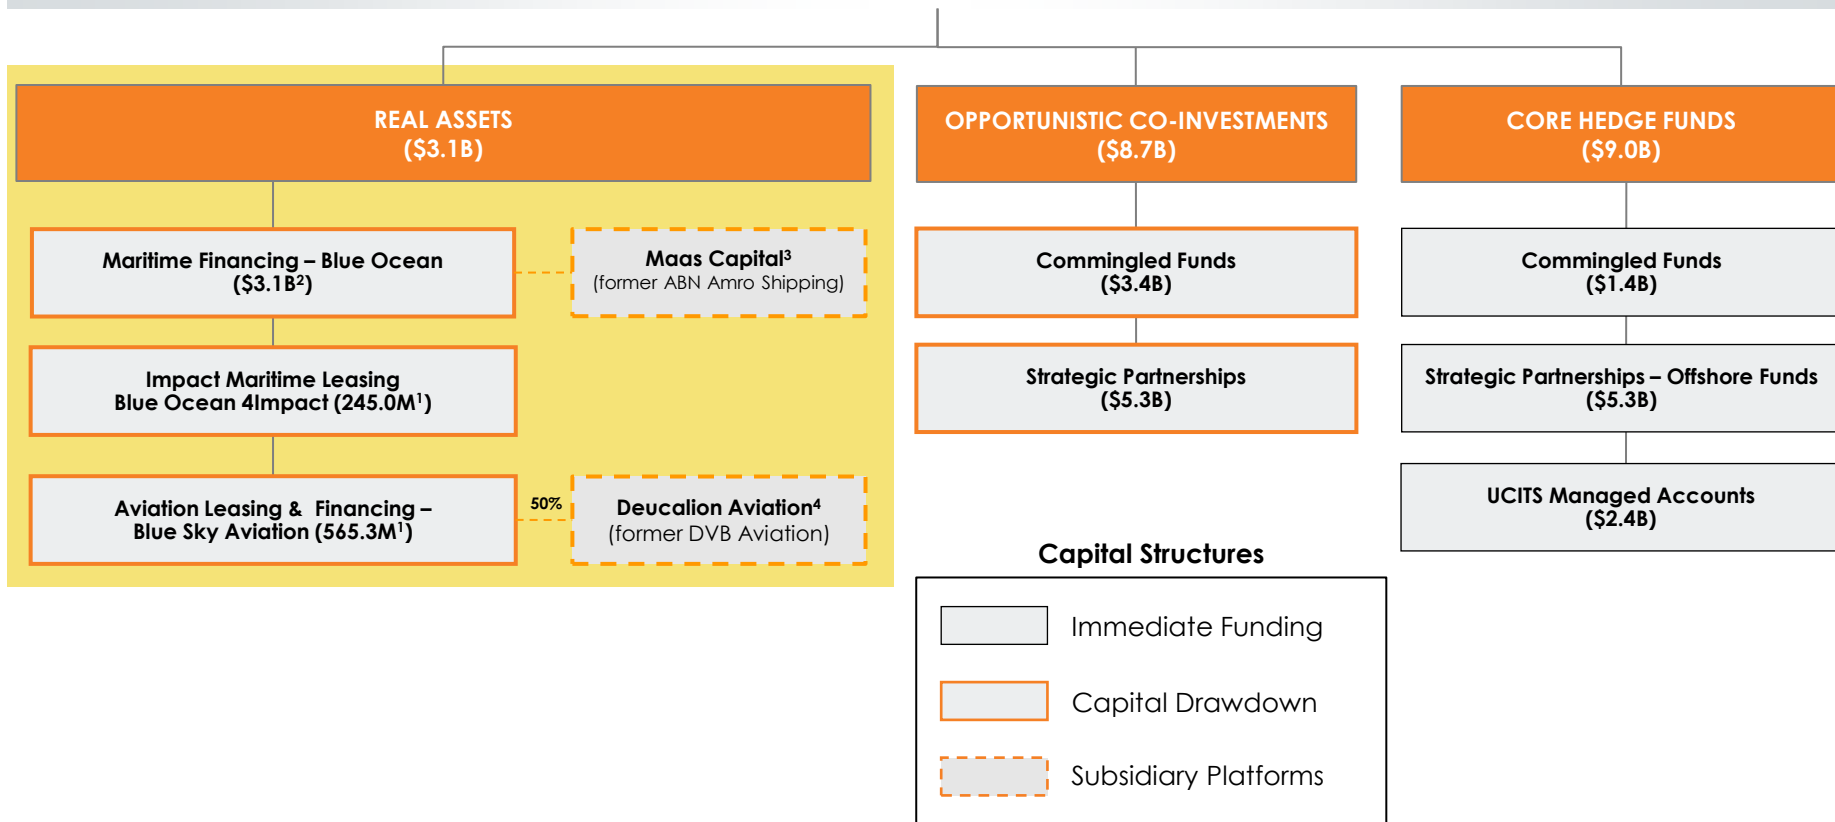 REAL ASSETS
($3.1B)
Maritime Financing – Blue Ocean
($3.1B²)
Maas Capital³
(former ABN Amro Shipping)
Impact Maritime Leasing
Blue Ocean 4Impact (245.0M¹)
Aviation Leasing & Financing –
Blue Sky Aviation (565.3M¹)
50%
Deucalion Aviation⁴
(former DVB Aviation)
OPPORTUNISTIC CO-INVESTMENTS
($8.7B)
Commingled Funds
($3.4B)
Strategic Partnerships
($5.3B)
CORE HEDGE FUNDS
($9.0B)
Commingled Funds
($1.4B)
Strategic Partnerships – Offshore Funds
($5.3B)
UCITS Managed Accounts
($2.4B)
Capital Structures
Immediate Funding
Capital Drawdown
Subsidiary Platforms